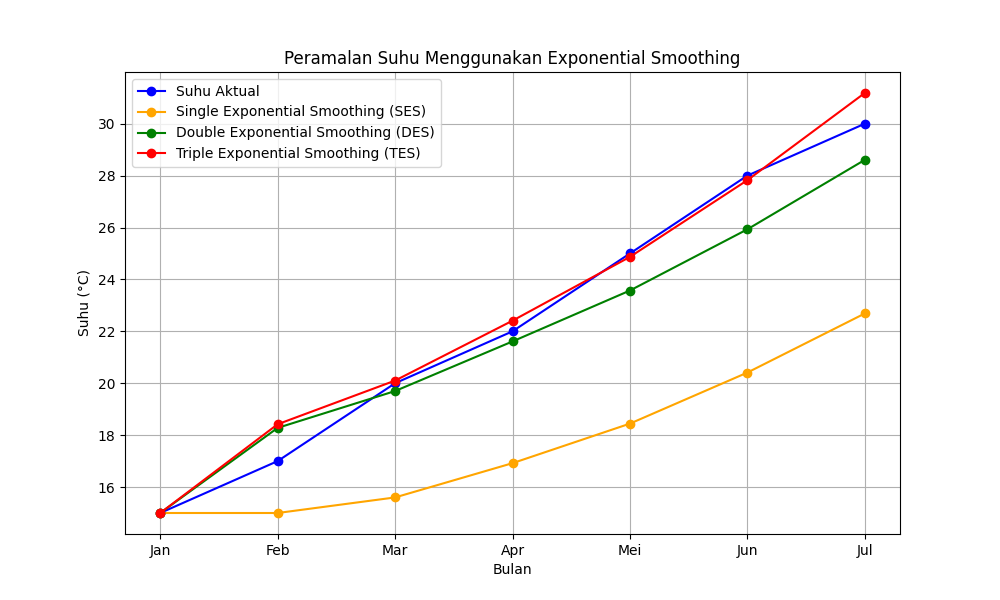 Peramalan Suhu Menggunakan Exponential Smoothing
Suhu Aktual
Single Exponential Smoothing (SES)
Double Exponential Smoothing (DES)
Triple Exponential Smoothing (TES)
Suhu (°C)
30
28
26
24
22
20
18
16
Jan Feb Mar Apr Mei Jun Jul
Bulan